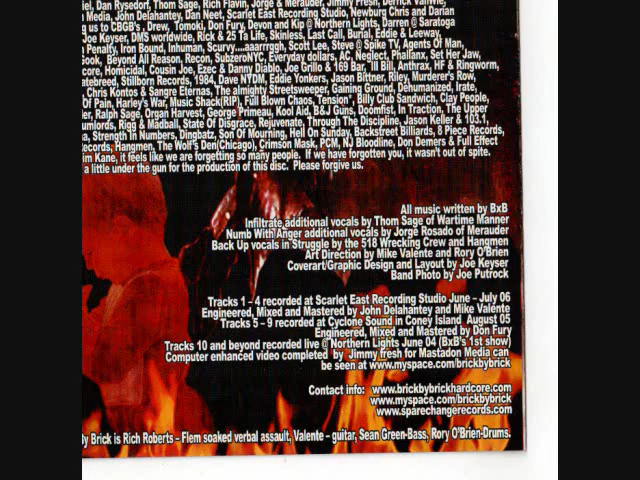 iel, Dan Rysedorf, Thom Sage, Rich Flavin, Jorge & Merauder, Jimmy Fresh, Derrick VanWie,
Media, John Delahantey, Dan Neet, Scarlet East Recording Studio, Newburg Chris and Darian
g us to CBGB's , Drew, Tomoki, Don Fury, Devon and Kip @ Northern Lights, Darren @ Saratoga
Joe Keyser, DMS worldwide, Rick & 25 Ta Life, Skinless, Last Call, Burial, Eddie & Leeway,
Penalty, Iron Bound, Inhuman, Scurvy....aaarrrggh, Scott Lee, Steve @ Spike TV, Agents Of Man,
Gook, Beyond All Reason, Recon, SubzeroNYC, Everyday dollars, AC, Neglect, Phallanx, Set Her Jaw,
core, Homicidal, Cousin Joe, Ezec & Danny Diablo, Joe Grillo & 169 Bar, Ill Bill, Anthrax, HF & Ringworm,
atebreed, Stillborn Records, 1984, Dave NYDM, Eddie Yonkers, Jason Bittner, Riley, Murderer's Row,
, Chris Kontos & Sangre Eternas, The almighty Streetsweeper, Gaining Ground, Dehumanized, Irate,
Of Pain, Harley's War, Music Shack(RIP), Full Blown Chaos, Tension*, Billy Club Sandwich, Clay People,
er, Ralph Sage, Organ Harvest, George Primeau, Kool Aid, B&J Guns, Doomfist, In Traction, The Upper
umlords, Rigg & Madball, State Of Disgrace, Rejuvenate, Through The Discipline, Jason Keller & 103.1,
a, Strength In Numbers, Dingbatz, Son Of Mourning, Hell On Sunday, Backstreet Billiards, 8 Piece Records,
ecords, Hangmen, The Wolf's Den(Chicago), Crimson Mask, PCM, NJ Bloodline, Don Demers & Full Effect
im Kane, it feels like we are forgetting so many people. If we have forgotten you, it wasn't out of spite.
a little under the gun for the production of this disc. Please forgive us.
All music written by BxB
Infiltrate additional vocals by Thom Sage of Wartime Manner
Numb With Anger additional vocals by Jorge Rosado of Merauder
Back Up vocals in Struggle by the 518 Wrecking Crew and Hangmen
Art Direction by Mike Valente and Rory O'Brien
Coverart/Graphic Design and Layout by Joe Keyser
Band Photo by Joe Putrock
Tracks 1 – 4 recorded at Scarlet East Recording Studio June – July 06
Engineered, Mixed and Mastered by John Delahantey and Mike Valente
Tracks 5 – 9 recorded at Cyclone Sound in Coney Island August 05
Engineered, Mixed and Mastered by Don Fury
Tracks 10 and beyond recorded live @ Northern Lights June 04 (BxB's 1st show)
Computer enhanced video completed by Jimmy_fresh for Mastadon Media can
be seen at www.myspace.com/brickbybrick
Contact info: www.brickbybrickhardcore.com
www.myspace.com/brickbybrick
www.sparechangerecords.com
By Brick is Rich Roberts – Flem soaked verbal assault, Valente – guitar, Sean Green-Bass, Rory O'Brien-Drums.